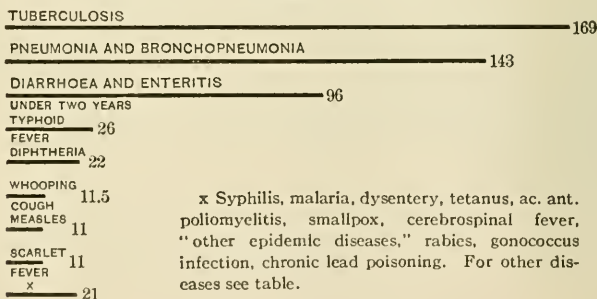 TUBERCULOSIS
169
PNEUMONIA AND BRONCHOPNEUMONIA
143
DIARRHOEA AND ENTERITIS
96
UNDER TWO YEARS
TYPHOID
26
FEVER
DIPHTHERIA
22
WHOOPING
11.5
COUGH
MEASLES
11
SCARLET
11
FEVER
x
21
x Syphilis, malaria, dysentery, tetanus, ac. ant.
poliomyelitis, smallpox, cerebrospinal fever,
"other epidemic diseases," rabies, gonococcus
infection, chronic lead poisoning. For other dis-
eases see table.